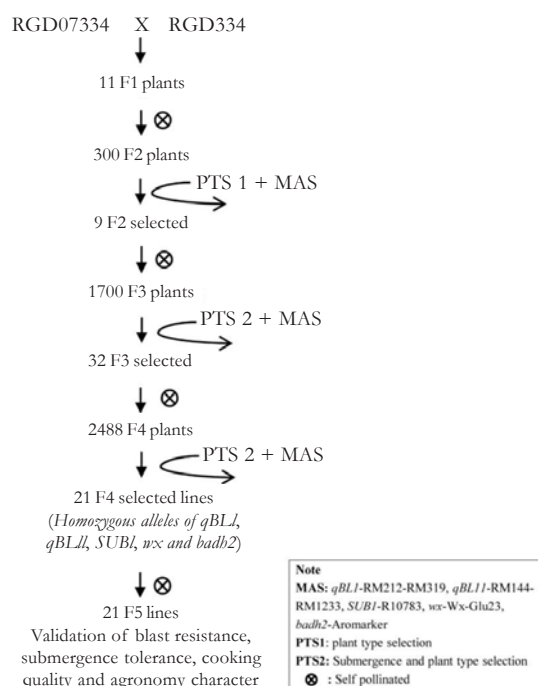 RGD07334 X RGD334
11 F1 plants
300 F2 plants
PTS 1 + MAS
9 F2 selected
1700 F3 plants
PTS 2 + MAS
32 F3 selected
2488 F4 plants
PTS 2 + MAS
21 F4 selected lines
(Homozygous alleles of qBLl,
qBLll, SUBl, wx and badh2)
21 F5 lines
Validation of blast resistance,
submergence tolerance, cooking
quality and agronomy character
Note
MAS: qBL1-RM212-RM319, qBL11-RM144-
RM1233, SUB1-R10783, wx-Wx-Glu23,
badh2-Aromarker
PTS1: plant type selection
PTS2: Submergence and plant type selection
⊗ : Self pollinated